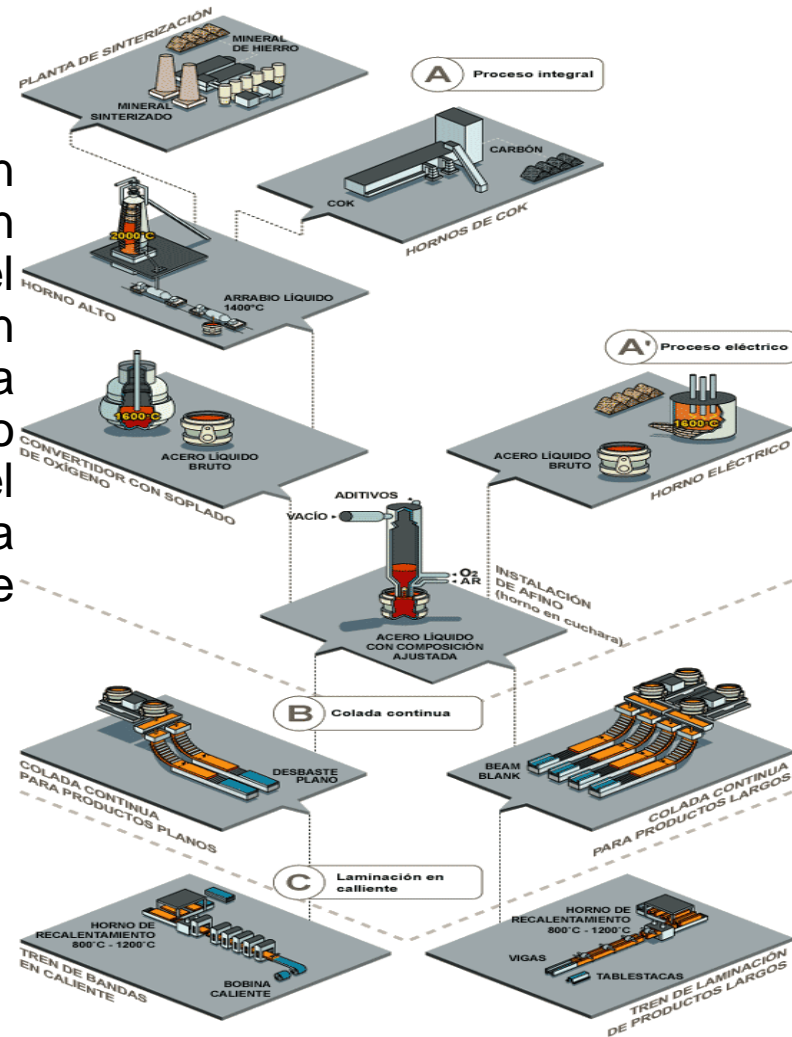 PLANTA DE SINTERIZACIÓN
MINERAL
DE HIERRO
MINERAL
SINTERIZADO
A Proceso integral
CARBÓN
COK
HORNOS DE COK
n
n
el
n
a
o
el
a
e
2000°C
HORNO ALTO
ARRABIO LÍQUIDO
1400°C
A' Proceso eléctrico
1600°C
ACERO LÍQUIDO
BRUTO
CONVERTIDOR CON SOPLADO
DE OXÍGENO
1600°C
ACERO LÍQUIDO
BRUTO
HORNO ELÉCTRICO
ADITIVOS
VACÍO
O2
AR
INSTALACIÓN
DE AFINO
(horno en cuchara)
ACERO LÍQUIDO
CON COMPOSICIÓN
AJUSTADA
B Colada continua
DESBASTE
PLANO
COLADA CONTINUA
PARA PRODUCTOS PLANOS
BEAM
BLANK
COLADA CONTINUA
PARA PRODUCTOS LARGOS
C Laminación en
calliente
HORNO DE
RECALENTAMIENTO
800°C - 1200°C
BOBINA
CALIENTE
TREN DE BANDAS
EN CALIENTE
HORNO DE
RECALENTAMIENTO
800°C - 1200°C
VIGAS
TABLESTACAS
TREN DE LAMINACIÓN
DE PRODUCTOS LARGOS